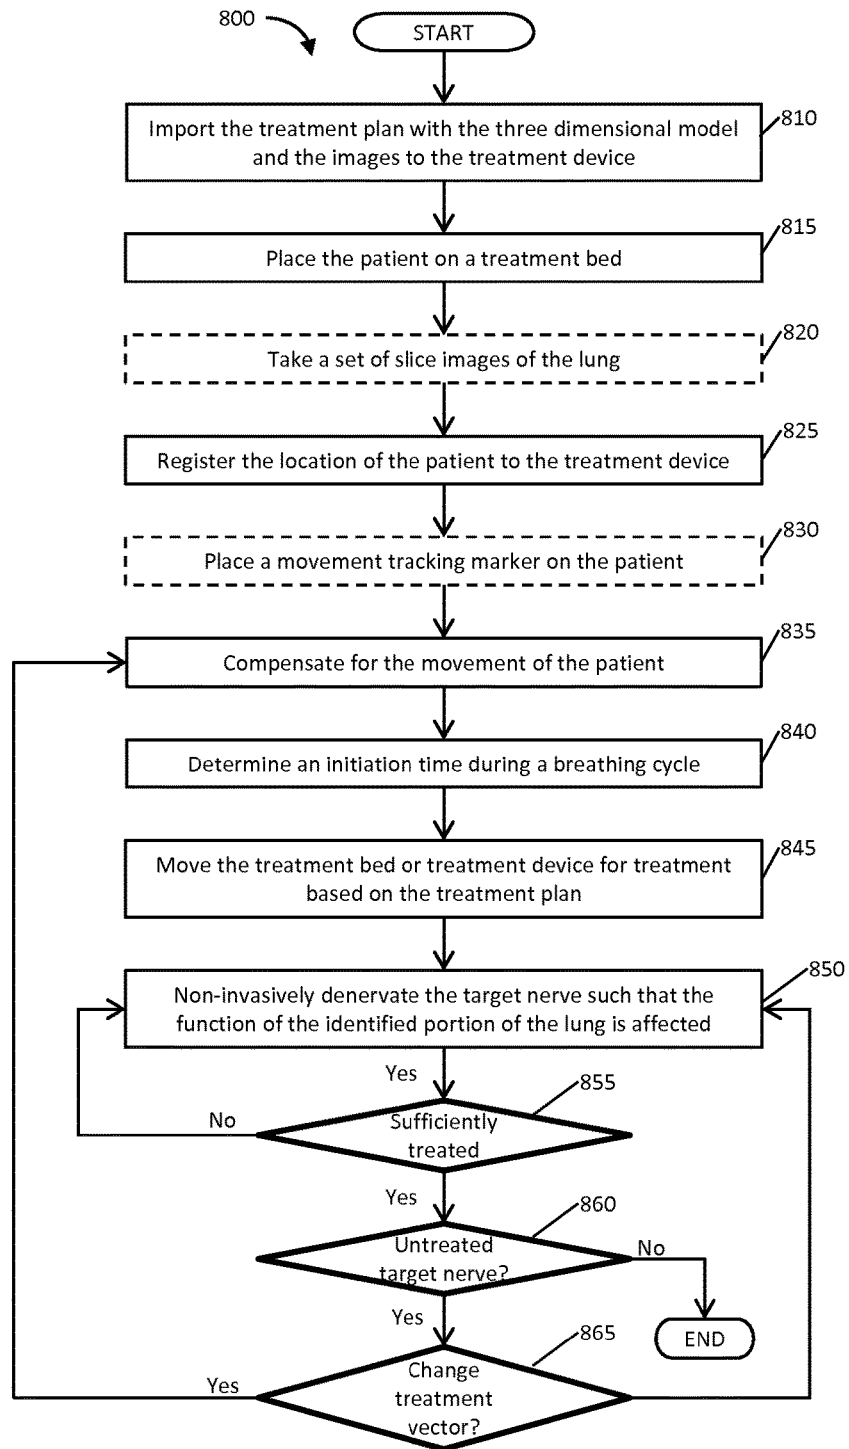 800
START
Import the treatment plan with the three dimensional model
and the images to the treatment device
810
Place the patient on a treatment bed
815
Take a set of slice images of the lung
820
Register the location of the patient to the treatment device
825
Place a movement tracking marker on the patient
830
Compensate for the movement of the patient
835
Determine an initiation time during a breathing cycle
840
Move the treatment bed or treatment device for treatment
based on the treatment plan
845
Non-invasively denervate the target nerve such that the
function of the identified portion of the lung is affected
850
Yes
855
No
Sufficiently
treated
Yes
860
Untreated
target nerve?
No
Yes
END
865
Change
treatment
vector?
Yes